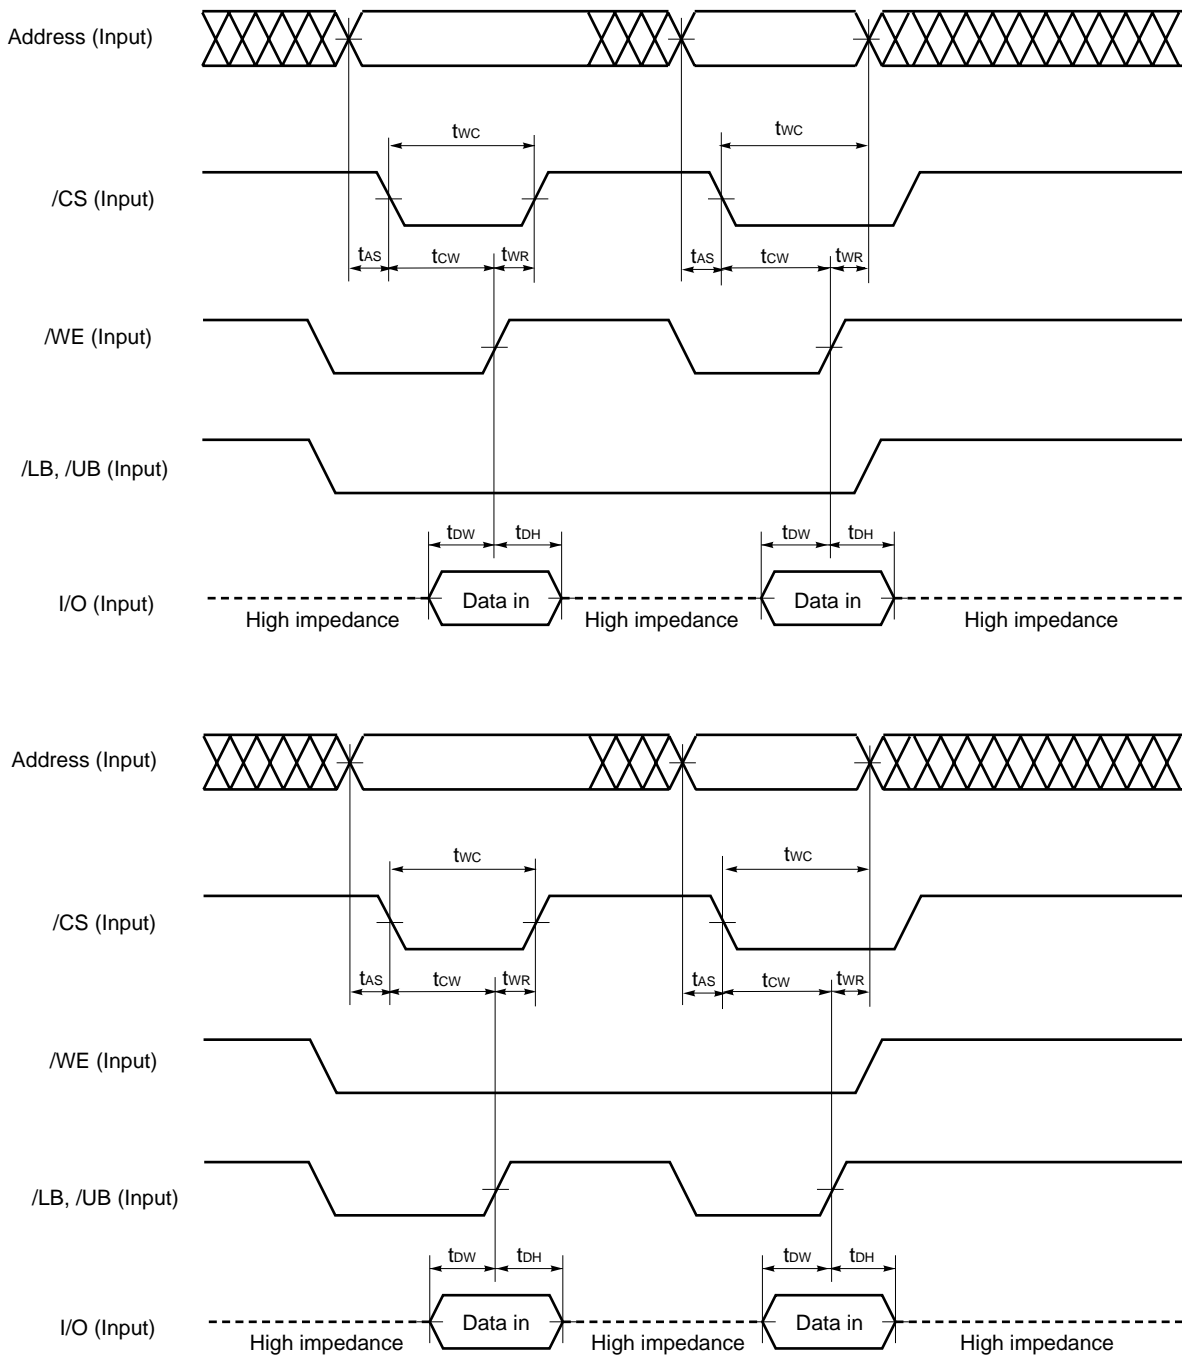 Address (Input)
tWC tWC
/CS (Input)
tAS tCW tWR tAS tCW tWR
/WE (Input)
/LB, /UB (Input)
tDW tDH tDW tDH
I/O (Input) Data in Data in
High impedance High impedance High impedance
Address (Input)
tWC tWC
/CS (Input)
tAS tCW tWR tAS tCW tWR
/WE (Input)
/LB, /UB (Input)
tDW tDH tDW tDH
I/O (Input) Data in Data in
High impedance High impedance High impedance